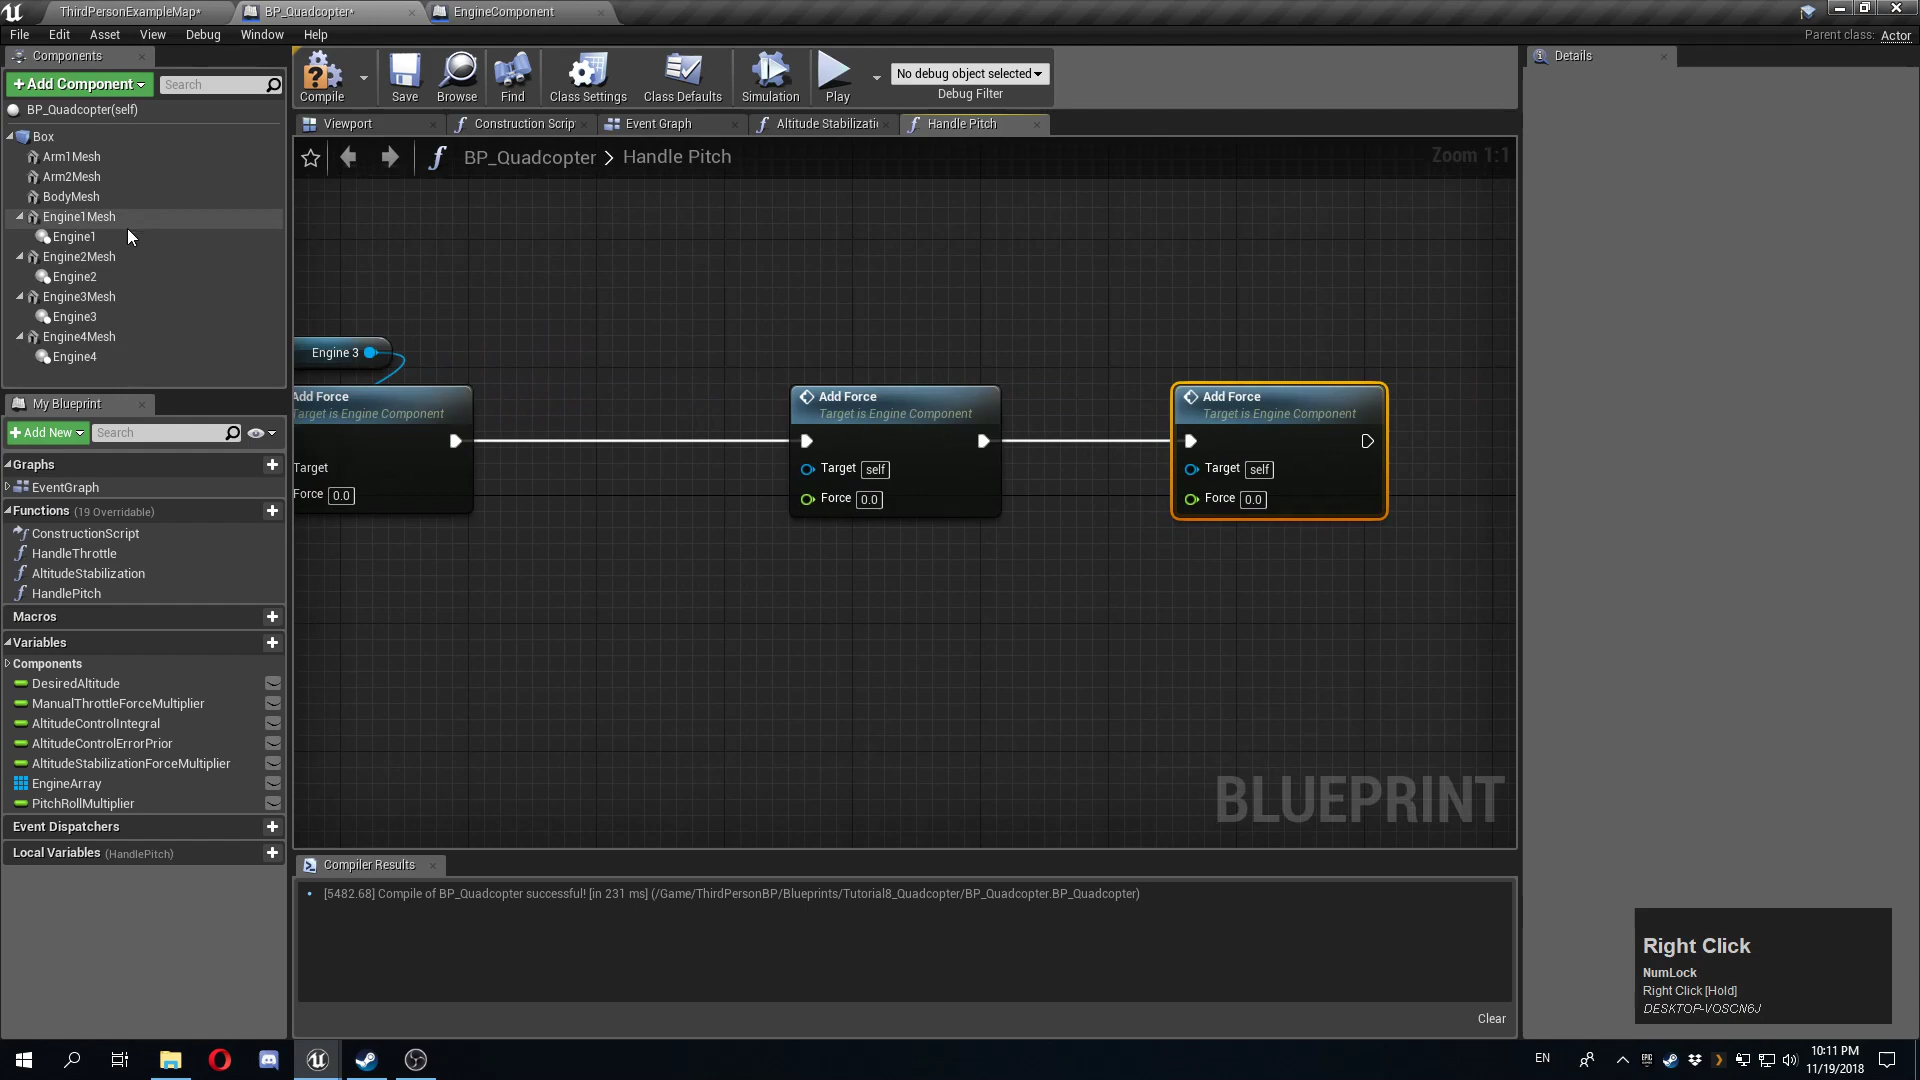 ThirdPersonExampleMap*
BP_Quadcopter*
EngineComponent
File Edit Asset View Debug Window Help
Parent class: Actor
Components
+Add Component
Search
BP_Quadcopter(self)
Box
Arm1Mesh
Arm2Mesh
BodyMesh
Engine1Mesh
Engine1
Engine2Mesh
Engine2
Engine3Mesh
Engine3
Engine4Mesh
Engine4
My Blueprint
+Add New
Search
Graphs
EventGraph
Functions (19 Overridable)
ConstructionScript
HandleThrottle
AltitudeStabilization
HandlePitch
Macros
Variables
Components
DesiredAltitude
ManualThrottleForceMultiplier
AltitudeControlIntegral
AltitudeControlErrorPrior
AltitudeStabilizationForceMultiplier
EngineArray
PitchRollMultiplier
Event Dispatchers
Local Variables (HandlePitch)
Compile
Save
Browse
Find
Class Settings
Class Defaults
Simulation
Play
No debug object selected
Debug Filter
Viewport
Construction Scrip
Event Graph
Altitude Stabilizati
Handle Pitch
BP_Quadcopter > Handle Pitch
Zoom 1:1
Engine 3
Add Force
Target is Engine Component
Target
Force 0.0
Add Force
Target is Engine Component
Target self
Force 0.0
Add Force
Target is Engine Component
Target self
Force 0.0
BLUEPRINT
Compiler Results
[5482.68] Compile of BP_Quadcopter successful! [in 231 ms] (/Game/ThirdPersonBP/Blueprints/Tutorial8_Quadcopter/BP_Quadcopter.BP_Quadcopter)
Clear
Details
Right Click
NumLock
Right Click [Hold]
DESKTOP-VOSCN6J
EN
10:11 PM
11/19/2018